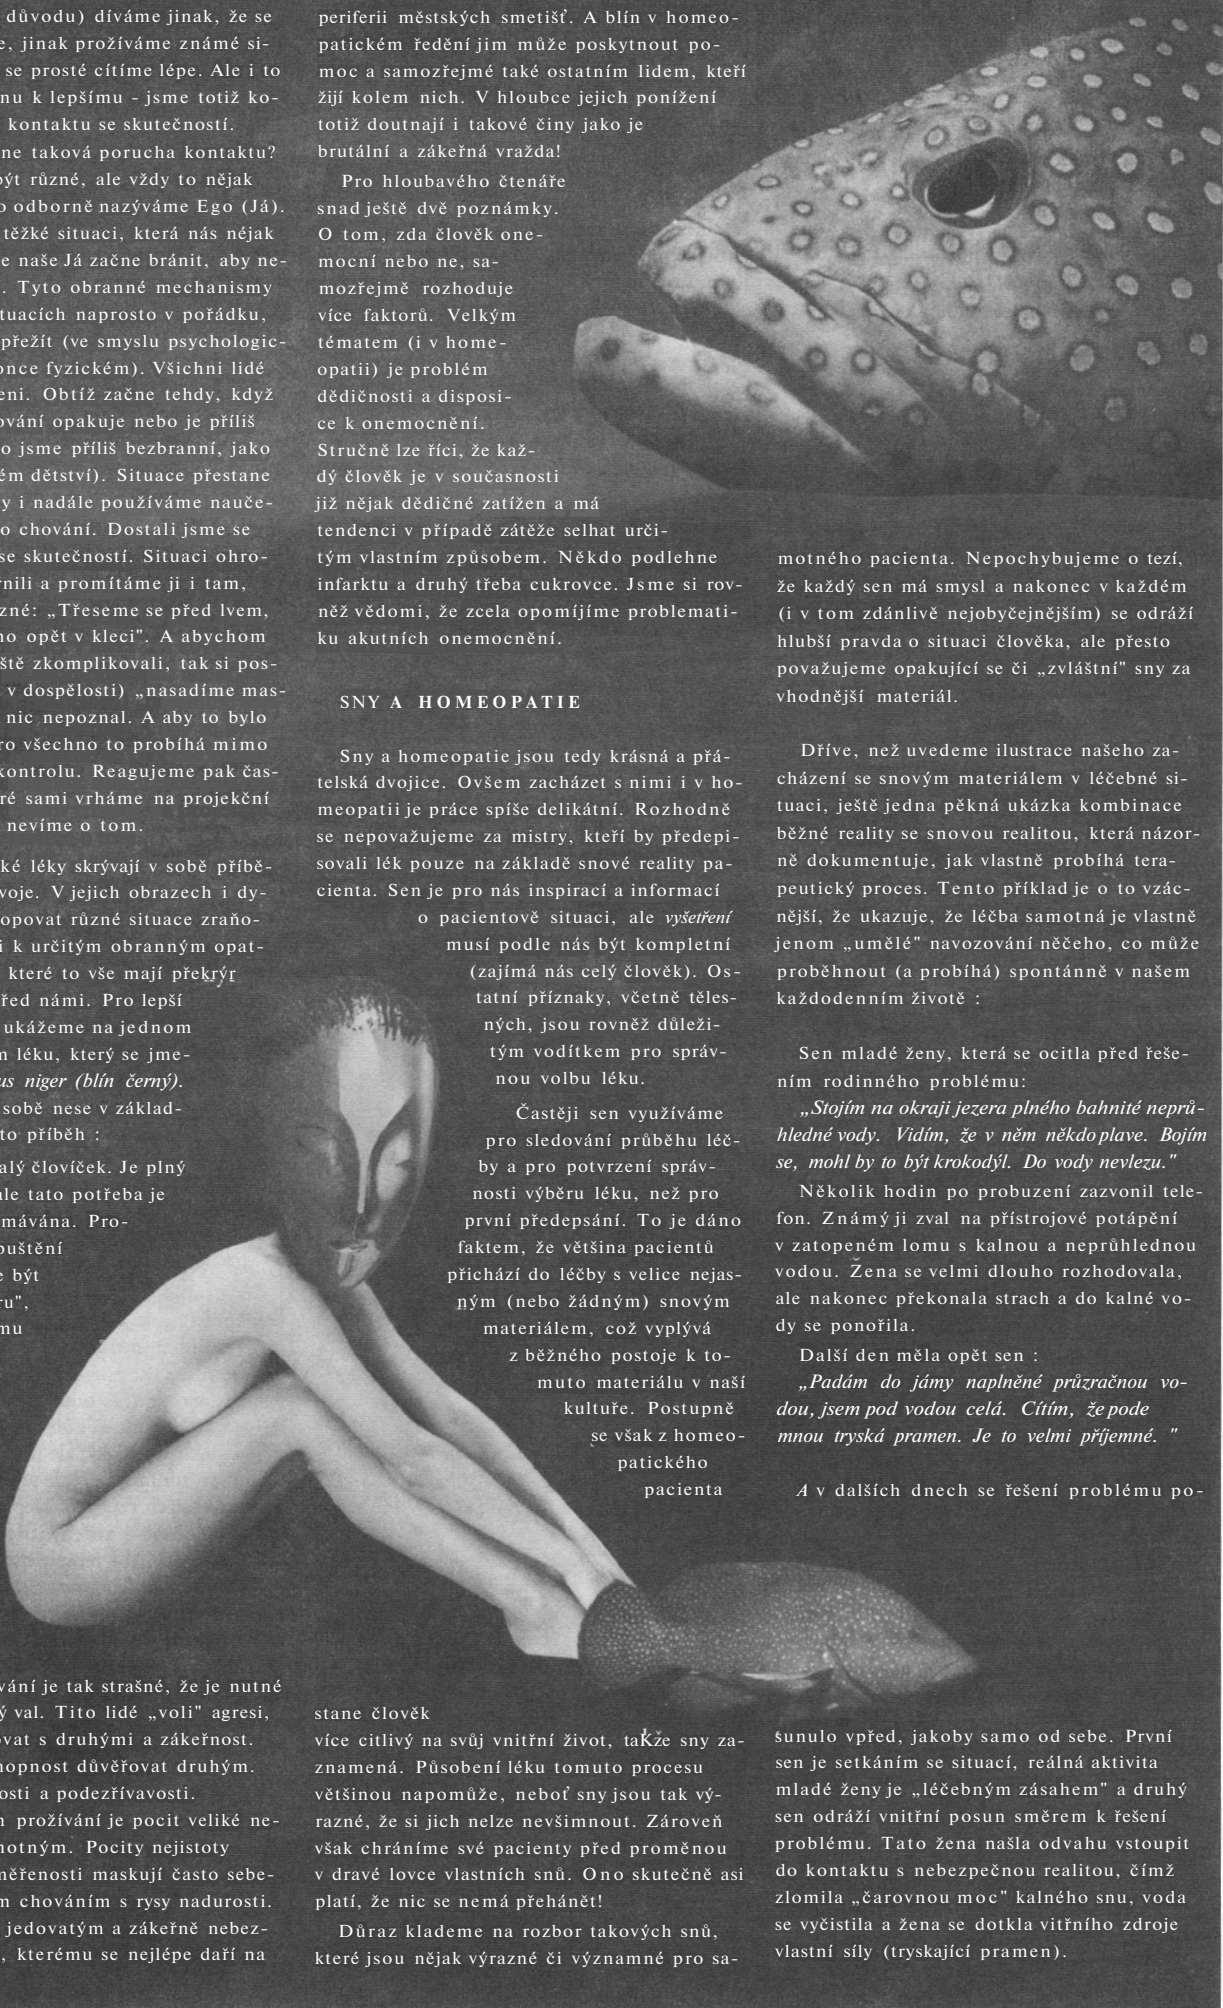 důvodu) díváme jinak, že se
e, jinak prožíváme známé si-
se prosté cítíme lépe. Ale i to
nu k lepšímu - jsme totiž ko-
kontaktu se skutečností.
ne taková porucha kontaktu?
být různé, ale vždy to nějak
o odborně nazýváme Ego (Já).
těžké situaci, která nás néjak
e naše Já začne bránit, aby ne-
. Tyto obranné mechanismy
tuacích naprosto v pořádku,
přežít (ve smyslu psychologic-
once fyzickém). Všichni lidé
eni. Obtíž začne tehdy, když
ování opakuje nebo je příliš
o jsme příliš bezbranní, jako
ém dětství). Situace přestane
y i nadále používáme nauče-
o chování. Dostali jsme se
se skutečností. Situaci ohro-
rnili a promítáme ji i tam,
zné: „Třeseme se před lvem,
no opět v kleci". A abychom
ště zkomplikovali, tak si pos-
v dospělosti) „nasadíme mas-
nic nepoznal. A aby to bylo
ro všechno to probíhá mimo
kontrolu. Reagujeme pak čas-
ré sami vrháme na projekční
nevíme o tom.
ké léky skrývají v sobě příbě-
voje. V jejich obrazech i dy-
opovat různé situace zraňo-
i k určitým obranným opat-
které to vše mají překrýr
řed námi. Pro lepší
ukážeme na jednom
m léku, který se jme-
us niger (blín černý).
sobě nese v základ-
to příběh :
alý človíček. Je plný
ale tato potřeba je
mávána. Pro-
puštění
e být
ru",
mu
vání je tak strašné, že je nutné
ý val. Tito lidé „voli" agresi,
ovat s druhými a zákeřnost.
hopnost důvěřovat druhým.
osti a podezřívavosti.
n prožívání je pocit veliké ne-
notným. Pocity nejistoty
měřenosti maskují často sebe-
m chováním s rysy nadurosti.
jedovatým a zákeřně nebez-
, kterému se nejlépe daří na
periferii městských smetišť. A blín v homeo-
patickém ředění jim může poskytnout po-
moc a samozřejmé také ostatním lidem, kteří
žijí kolem nich. V hloubce jejich ponížení
totiž doutnají i takové činy jako je
brutální a zákeřná vražda!
Pro hloubavého čtenáře
snad ještě dvě poznámky.
O tom, zda člověk one-
mocní nebo ne, sa-
mozřejmě rozhoduje
více faktorů. Velkým
tématem (i v home-
opatii) je problém
dědičnosti a disposi-
ce k onemocnění.
Stručně lze říci, že kaž-
dý člověk je v současnosti
již nějak dědičné zatížen a má
tendenci v případě zátěže selhat urči-
tým vlastním způsobem. Někdo podlehne
infarktu a druhý třeba cukrovce. Jsme si rov-
něž vědomi, že zcela opomíjíme problemati-
ku akutních onemocnění.
SNY A HOMEOPATIE
Sny a homeopatie jsou tedy krásná a přá-
telská dvojice. Ovšem zacházet s nimi i v ho-
meopatii je práce spíše delikátní. Rozhodně
se nepovažujeme za mistry, kteří by předepi-
sovali lék pouze na základě snové reality pa-
cienta. Sen je pro nás inspirací a informací
o pacientově situaci, ale vyšetření
musí podle nás být kompletní
(zajímá nás celý člověk). Os-
tatní příznaky, včetně těles-
ných, jsou rovněž důleži-
tým vodítkem pro správ-
nou volbu léku.
Častěji sen využíváme
pro sledování průběhu léč-
by a pro potvrzení správ-
nosti výběru léku, než pro
první předepsání. To je dáno
faktem, že většina pacientů
přichází do léčby s velice nejas-
ným (nebo žádným) snovým
materiálem, což vyplývá
z běžného postoje k to-
muto materiálu v naší
kultuře. Postupně
se však z homeo-
patického
pacienta
stane člověk
více citlivý na svůj vnitřní život, takže sny za-
znamená. Působení léku tomuto procesu
většinou napomůže, neboť sny jsou tak vý-
razné, že si jich nelze nevšimnout. Zároveň
však chráníme své pacienty před proměnou
v dravé lovce vlastních snů. Ono skutečně asi
platí, že nic se nemá přehánět!
Důraz klademe na rozbor takových snů,
které jsou nějak výrazné či významné pro sa-
motného pacienta. Nepochybujeme o tezí,
že každý sen má smysl a nakonec v každém
(i v tom zdánlivě nejobyčejnějším) se odráží
hlubší pravda o situaci člověka, ale přesto
považujeme opakující se či „zvláštní" sny za
vhodnější materiál.
Dříve, než uvedeme ilustrace našeho za-
cházení se snovým materiálem v léčebné si-
tuaci, ještě jedna pěkná ukázka kombinace
běžné reality se snovou realitou, která názor-
ně dokumentuje, jak vlastně probíhá tera-
peutický proces. Tento příklad je o to vzác-
nější, že ukazuje, že léčba samotná je vlastně
jenom „umělé" navozování něčeho, co může
proběhnout (a probíhá) spontánně v našem
každodenním životě :
Sen mladé ženy, která se ocitla před řeše-
ním rodinného problému:
„Stojím na okraji jezera plného bahnité neprů-
hledné vody. Vidím, že v něm někdo plave. Bojím
se, mohl by to být krokodýl. Do vody nevlezu."
Několik hodin po probuzení zazvonil tele-
fon. Známý ji zval na přístrojové potápění
v zatopeném lomu s kalnou a neprůhlednou
vodou. Žena se velmi dlouho rozhodovala,
ale nakonec překonala strach a do kalné vo-
dy se ponořila.
Další den měla opět sen :
„Padám do jámy naplněné průzračnou vo-
dou, jsem pod vodou celá. Cítím, že pode
mnou tryská pramen. Je to velmi příjemné. "
A v dalších dnech se řešení problému po-
sunulo vpřed, jakoby samo od sebe. První
sen je setkáním se situací, reálná aktivita
mladé ženy je „léčebným zásahem" a druhý
sen odráží vnitřní posun směrem k řešení
problému. Tato žena našla odvahu vstoupit
do kontaktu s nebezpečnou realitou, čímž
zlomila „čarovnou moc" kalného snu, voda
se vyčistila a žena se dotkla vitřního zdroje
vlastní síly (tryskající pramen).